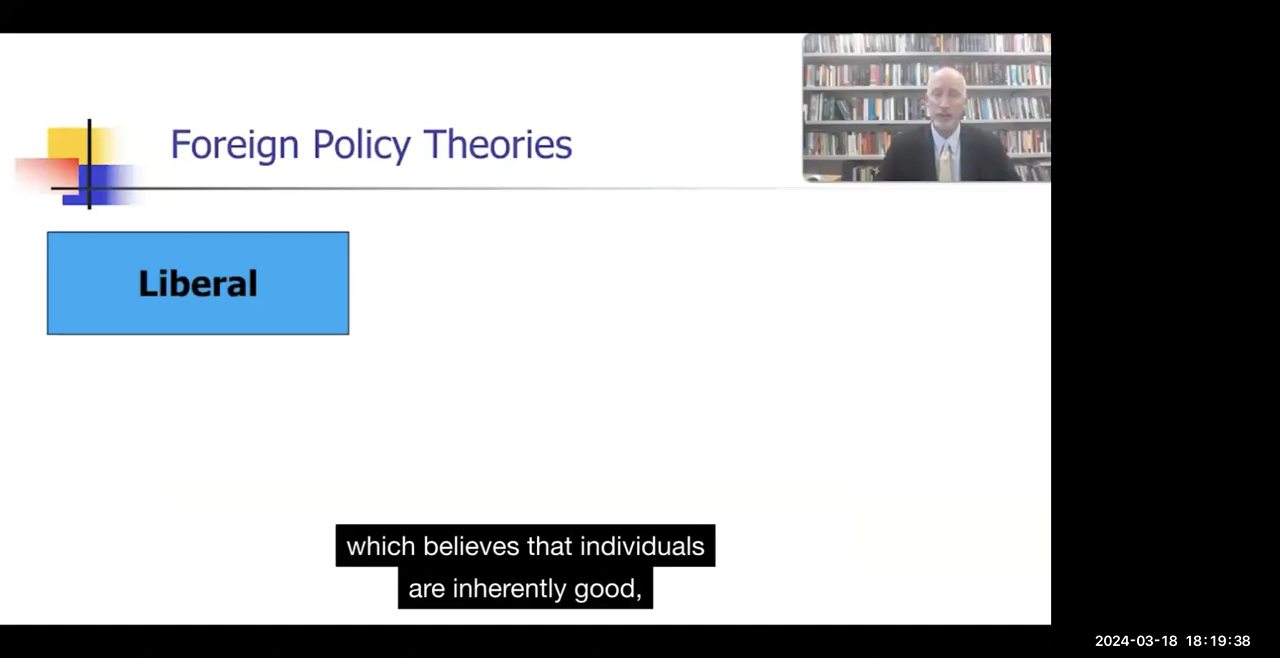 Foreign Policy Theories
Liberal
which believes that individuals
are inherently good,
2024-03-18 18:19:38